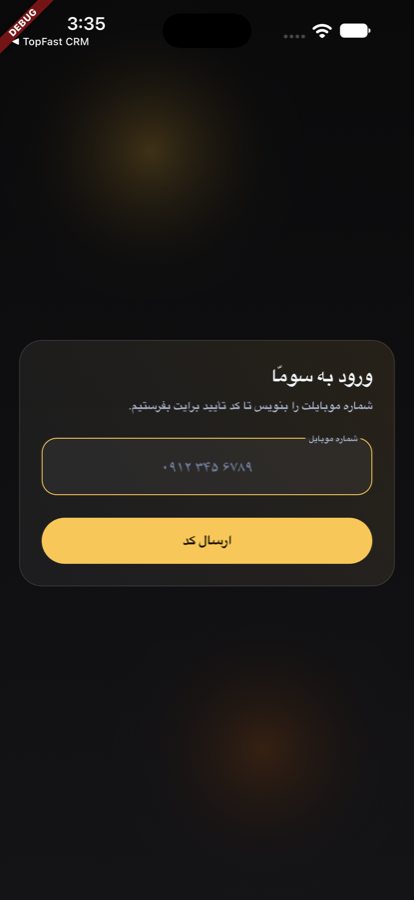 DEBUG
3:35
◀ TopFast CRM
ورود به سومّا
شماره موبایلت را بنویس تا کد تایید برایت بفرستیم.
شماره موبایل
۰۹۱۲ ۳۴۵ ۶۷۸۹
ارسال کد